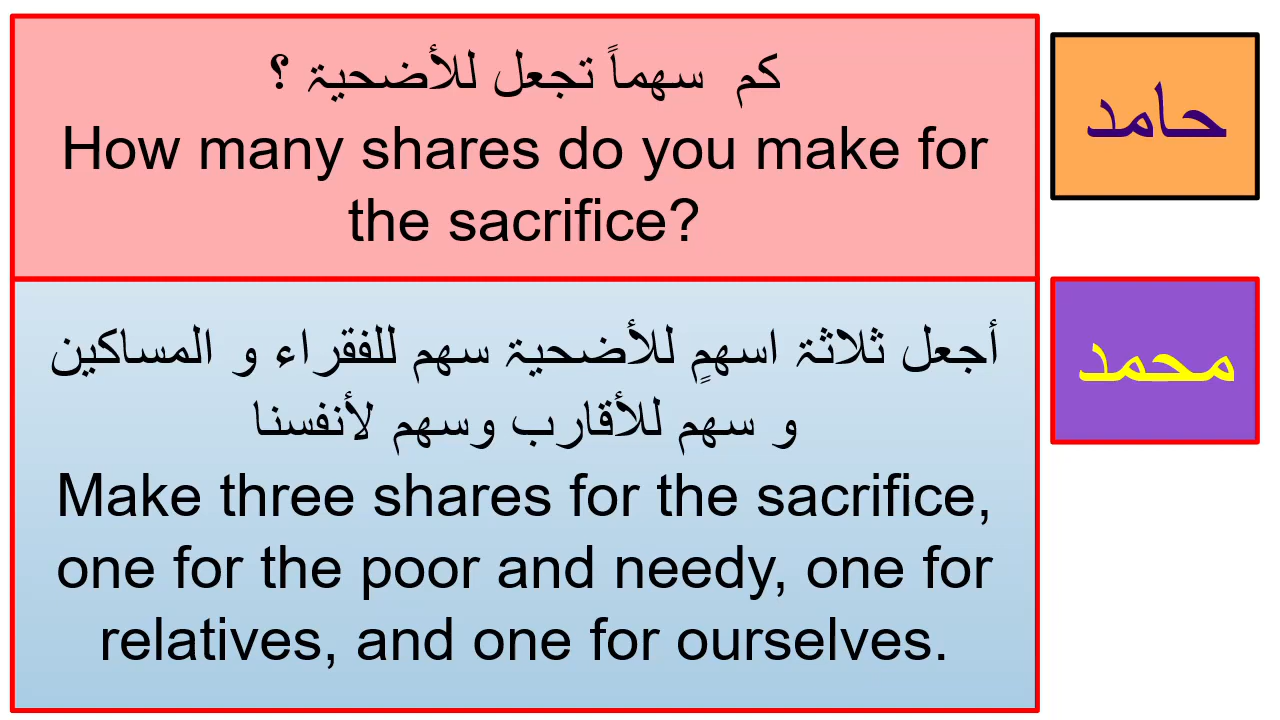 كم سهماً تجعل للأضحية ؟
How many shares do you make for
the sacrifice?
حامد
أجعل ثلاثة اسهمٍ للأضحية سهم للفقراء و المساكين
و سهم للأقارب وسهم لأنفسنا
Make three shares for the sacrifice,
one for the poor and needy, one for
relatives, and one for ourselves.
محمد